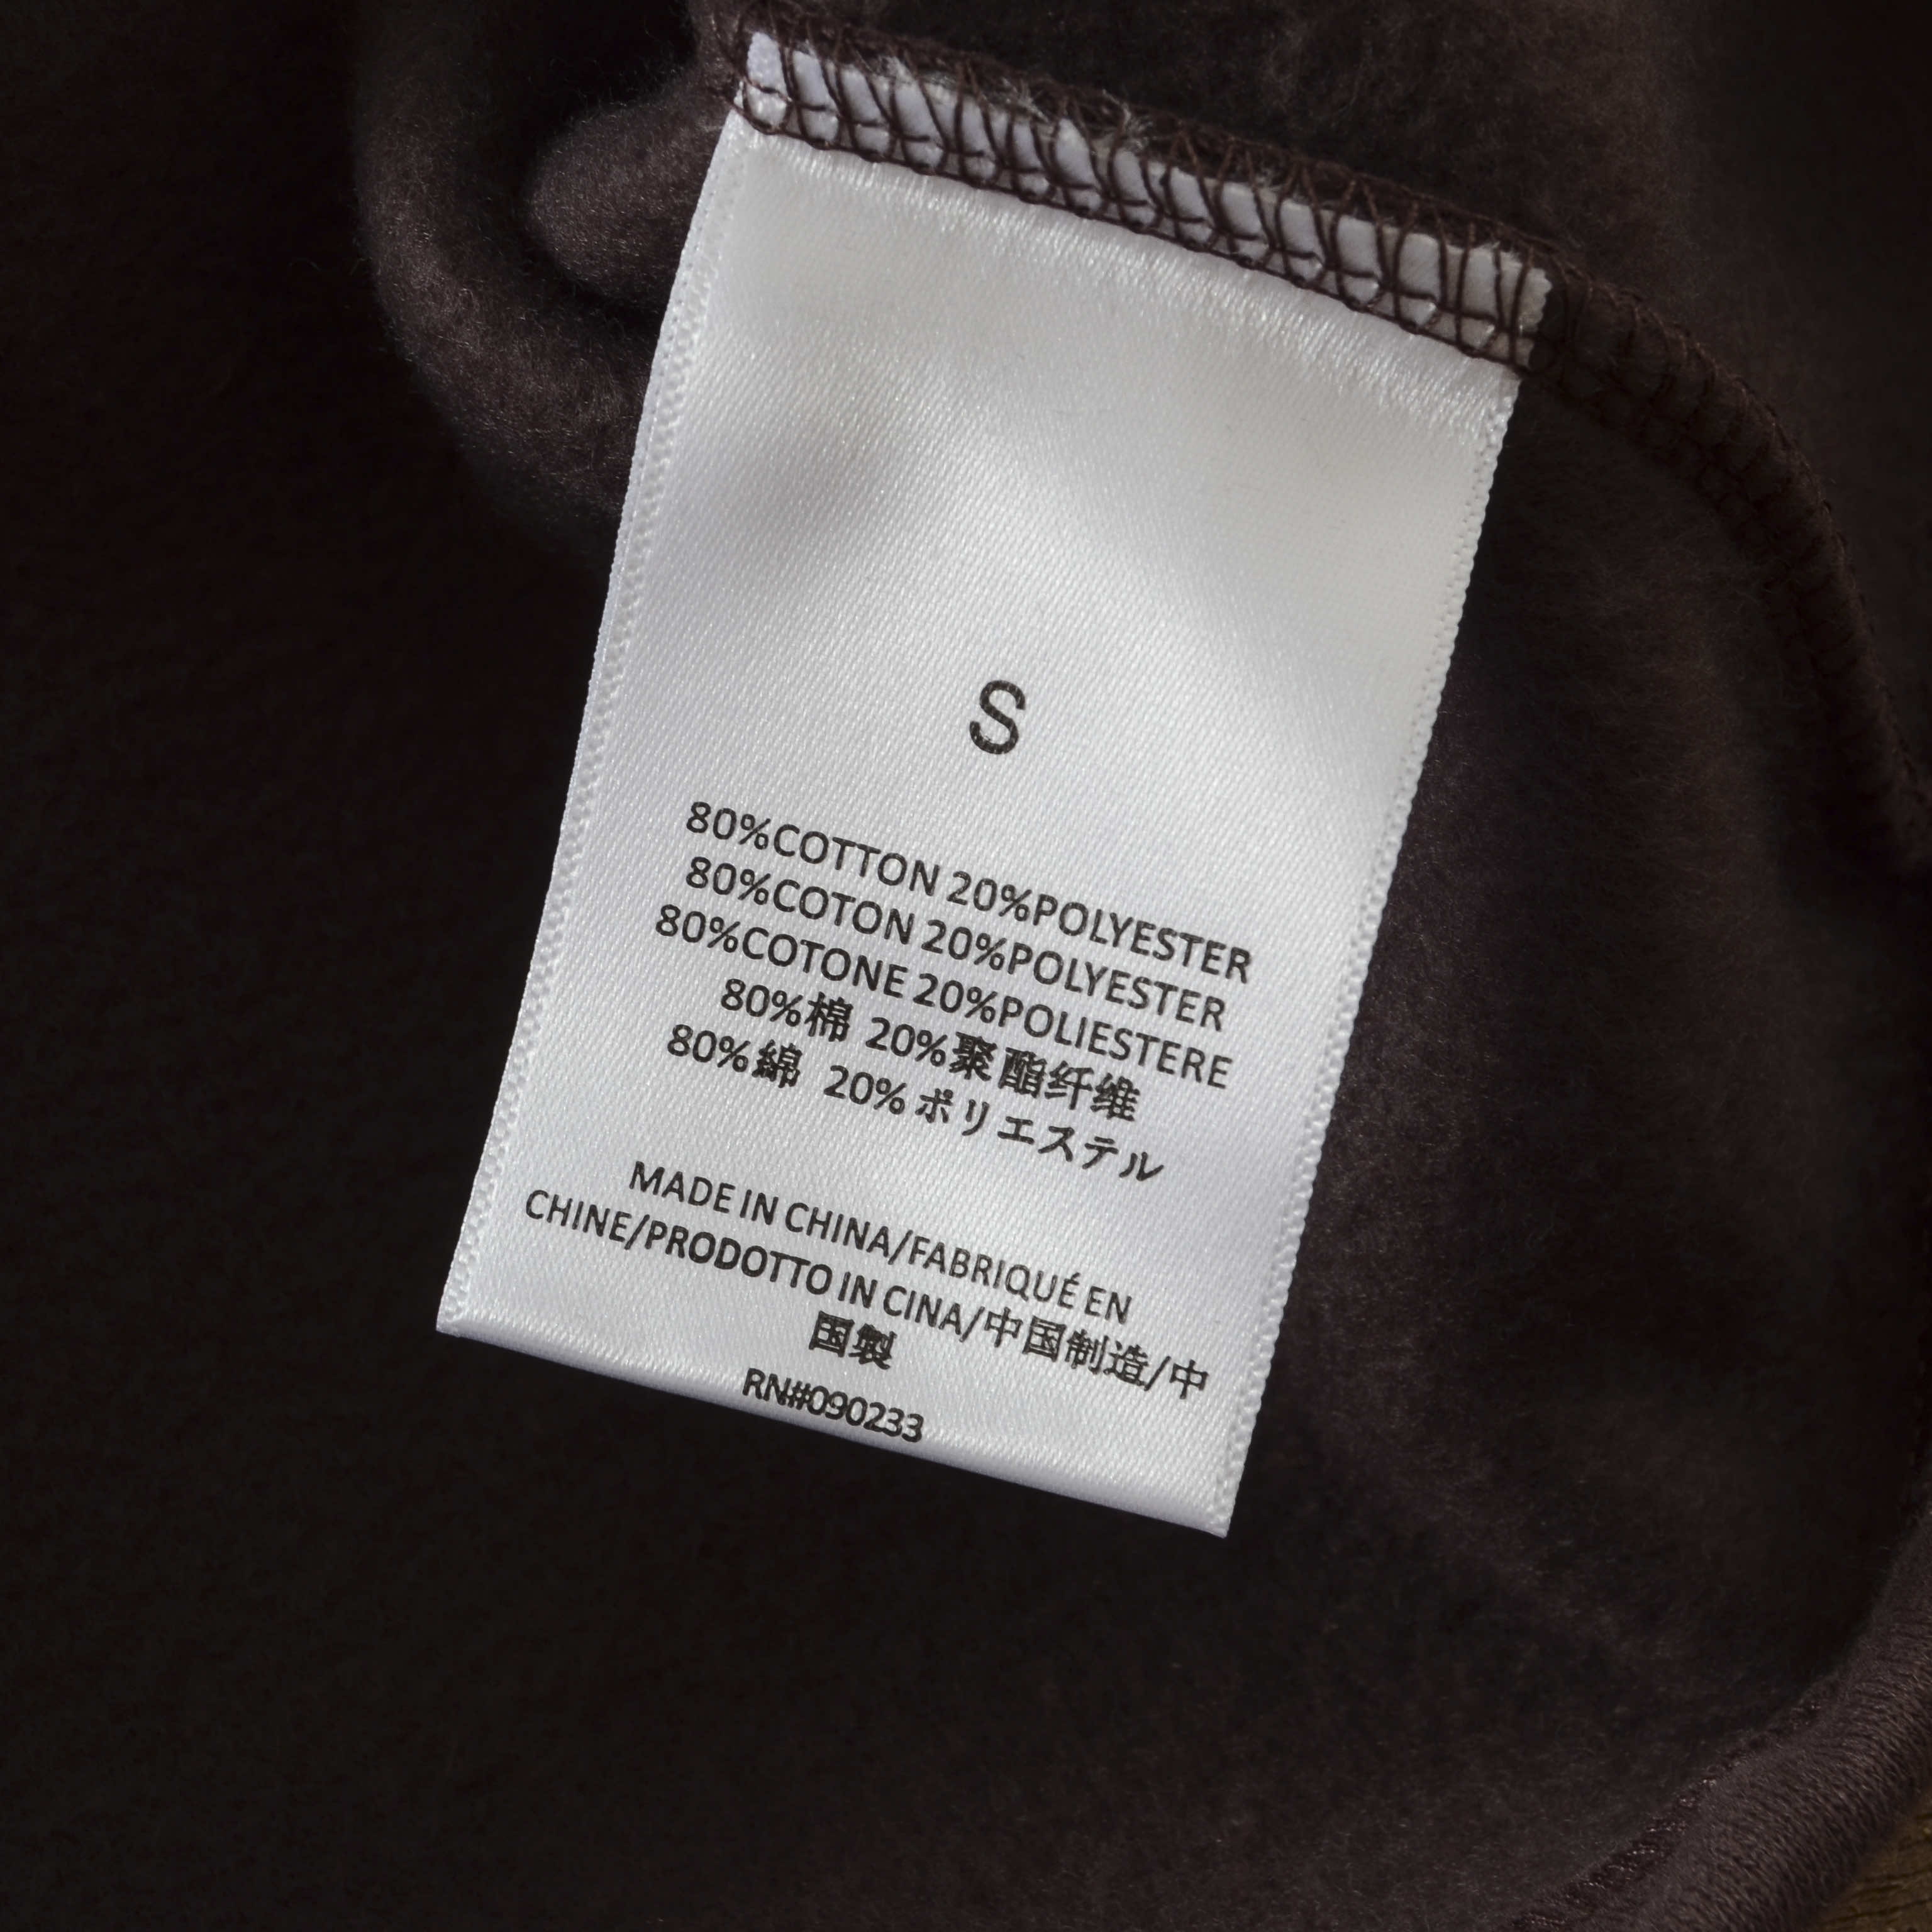 S
80%COTTON 20%POLYESTER
80%COTON 20%POLYESTER
80%COTONE 20%POLIESTERE
80%棉 20%聚酯纤维
80%綿 20%ポリエステル
MADE IN CHINA/FABRIQUÉ EN
CHINE/PRODOTTO IN CINA/中国制造/中
国製
RN#090233